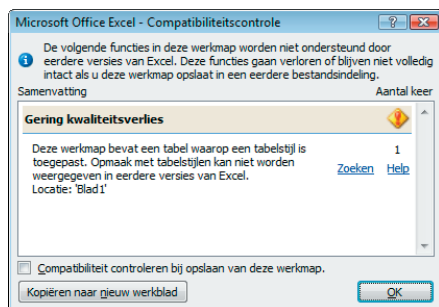 Microsoft Office Excel - Compatibiliteitscontrole
De volgende functies in deze werkmap worden niet ondersteund door
eerdere versies van Excel. Deze functies gaan verloren of blijven niet volledig
intact als u deze werkmap opslaat in een eerdere bestandsindeling.
Samenvatting Aantal keer
Gering kwaliteitsverlies
Deze werkmap bevat een tabel waarop een tabelstijl is 1
toegepast. Opmaak met tabelstijlen kan niet worden Zoeken Help
weergegeven in eerdere versies van Excel.
Locatie: 'Blad1'
Compatibiliteit controleren bij opslaan van deze werkmap.
Kopiëren naar nieuw werkblad OK